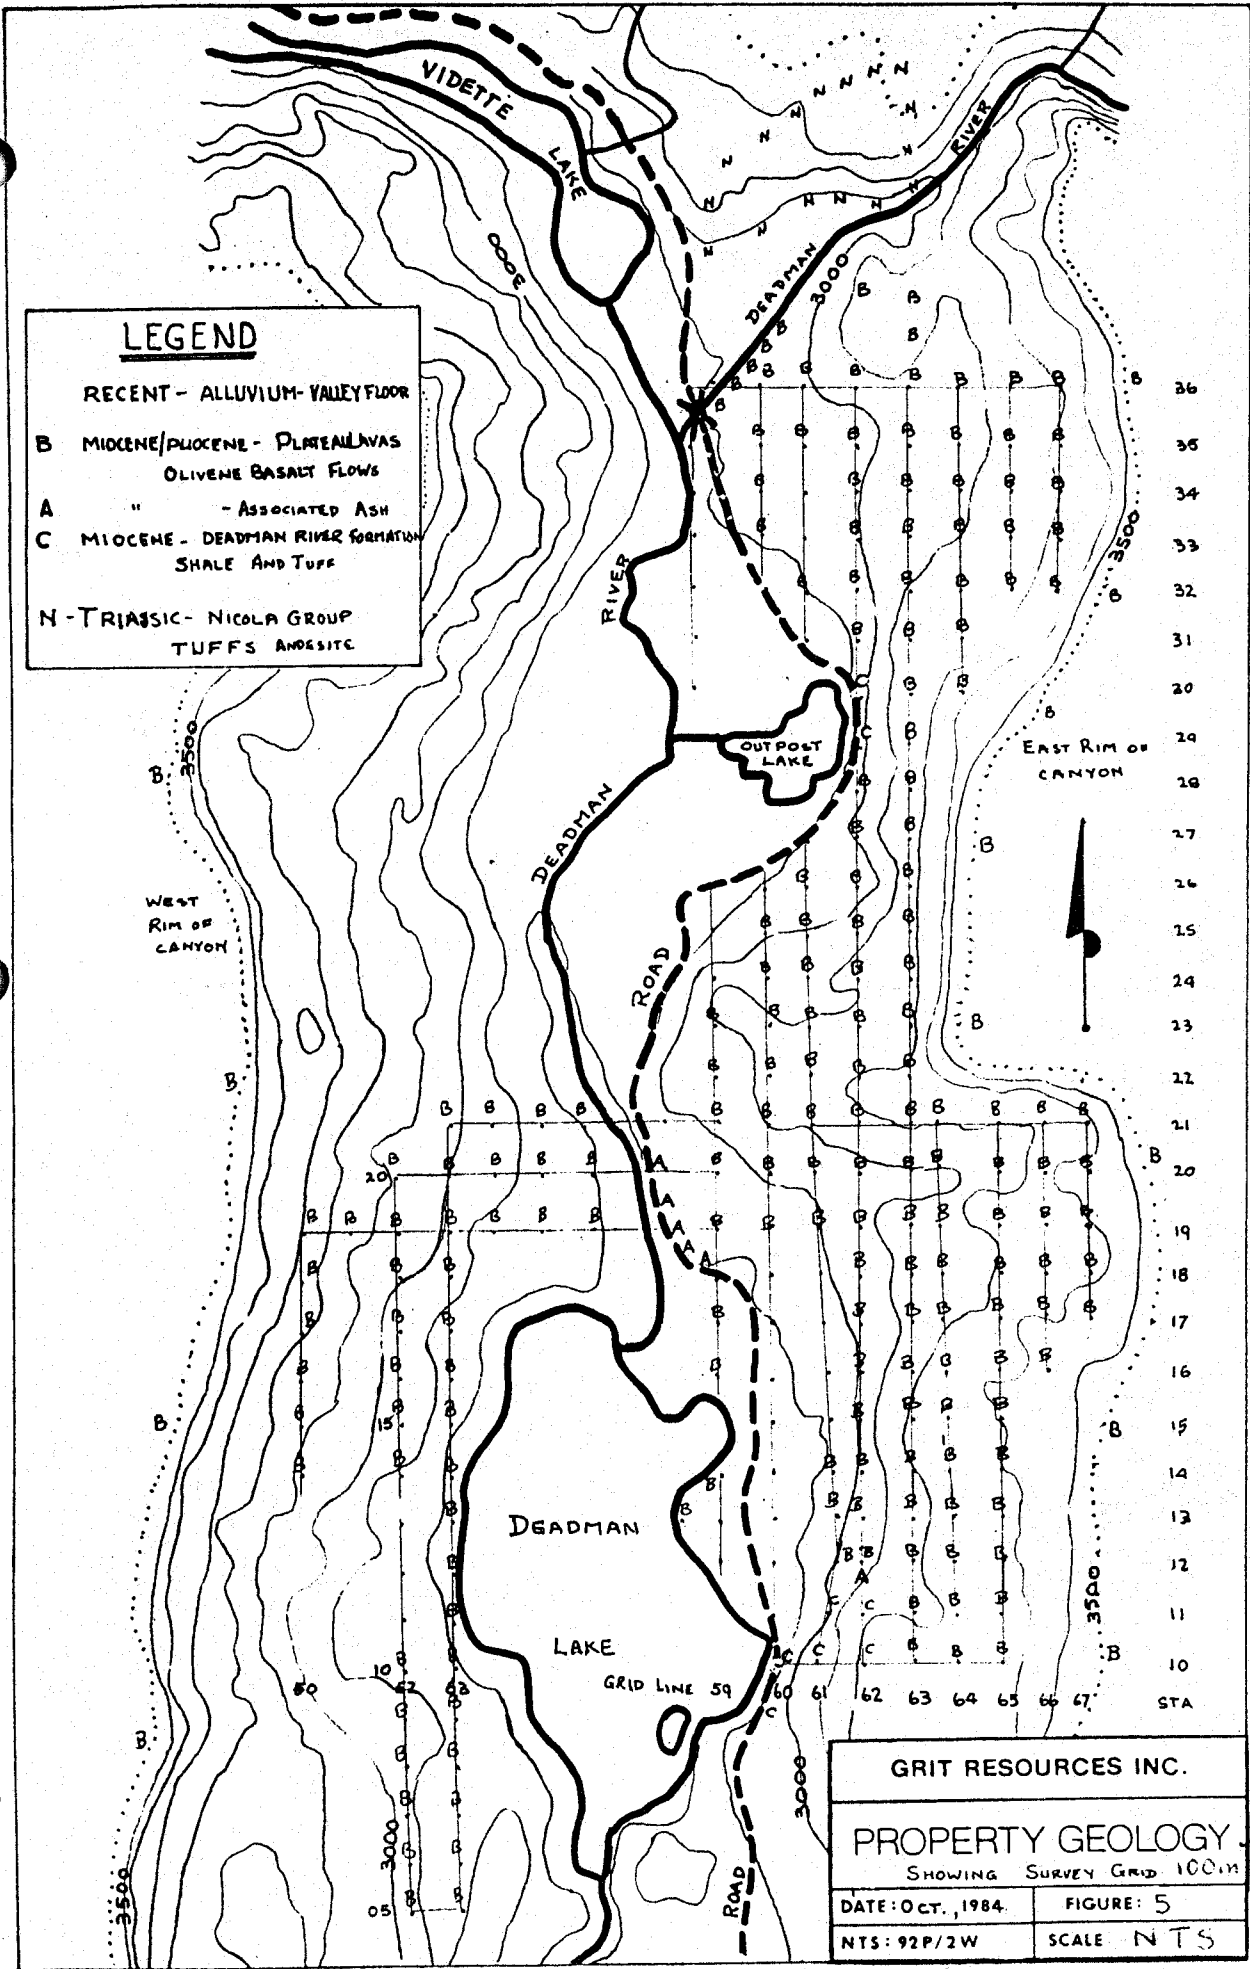 VIDETTE
LAKE
RIVER
DEADMAN
3000
3000
LEGEND
RECENT - ALLUVIUM - VALLEY FLOOR
B MIOCENE/PLIOCENE - PLATEAU LAVAS
OLIVENE BASALT FLOWS
A " - ASSOCIATED ASH
C MIOCENE - DEADMAN RIVER FORMATION
SHALE AND TUFF
N - TRIASSIC - NICOLA GROUP
TUFFS ANDESITE
36
35
34
33
32
31
20
29
28
27
26
25
24
23
22
21
20
19
18
17
16
15
14
13
12
11
10
STA
3500
RIVER
DEADMAN
OUTPOST
LAKE
EAST RIM OF
CANYON
3500
WEST
RIM OF
CANYON
ROAD
20
15
10
05
DEADMAN
LAKE
GRID LINE 59 60 61 62 63 64 65 66 67
3500
3000
3000
3500
ROAD
GRIT RESOURCES INC.
PROPERTY GEOLOGY
SHOWING SURVEY GRID 100m
DATE: OCT., 1984.
FIGURE: 5
NTS: 92P/2W
SCALE NTS